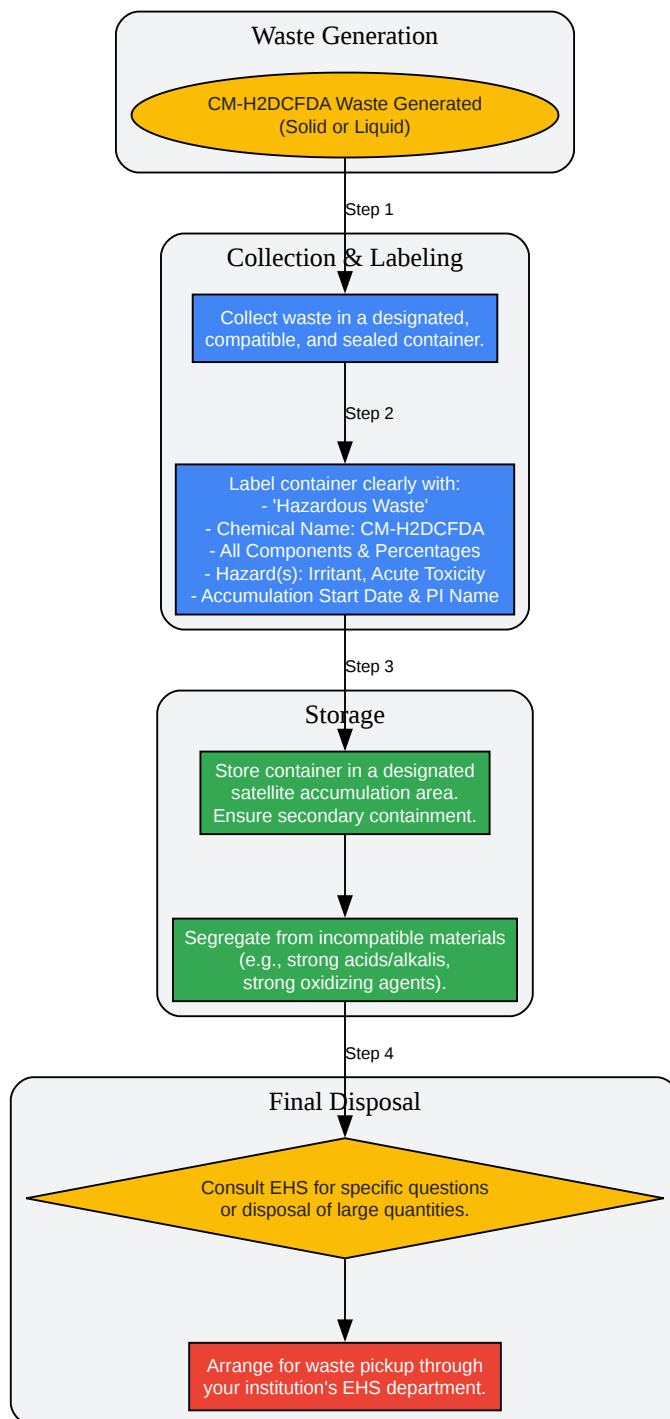 Waste Generation
CM-H2DCFDA Waste Generated
(Solid or Liquid)
Step 1
Collection & Labeling
Collect waste in a designated,
compatible, and sealed container.
Step 2
Label container clearly with:
- 'Hazardous Waste'
- Chemical Name: CM-H2DCFDA
- All Components & Percentages
- Hazard(s): Irritant, Acute Toxicity
- Accumulation Start Date & PI Name
Step 3
Storage
Store container in a designated
satellite accumulation area.
Ensure secondary containment.
Segregate from incompatible materials
(e.g., strong acids/alkalis,
strong oxidizing agents).
Step 4
Final Disposal
Consult EHS for specific questions
or disposal of large quantities.
Arrange for waste pickup through
your institution's EHS department.